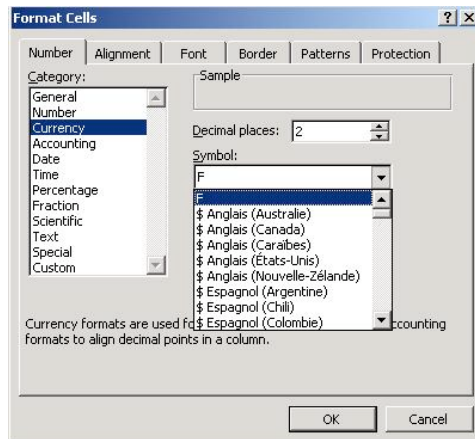 Format Cells
Number Alignment Font Border Patterns Protection
Category:
General
Number
Currency
Accounting
Date
Time
Percentage
Fraction
Scientific
Text
Special
Custom
Sample
Decimal places: 2
Symbol:
F
F
$ Anglais (Australie)
$ Anglais (Canada)
$ Anglais (Caraïbes)
$ Anglais (États-Unis)
$ Anglais (Nouvelle-Zélande)
$ Espagnol (Argentine)
$ Espagnol (Chili)
$ Espagnol (Colombie)
Currency formats are used fo ccounting
formats to align decimal points in a column.
OK Cancel